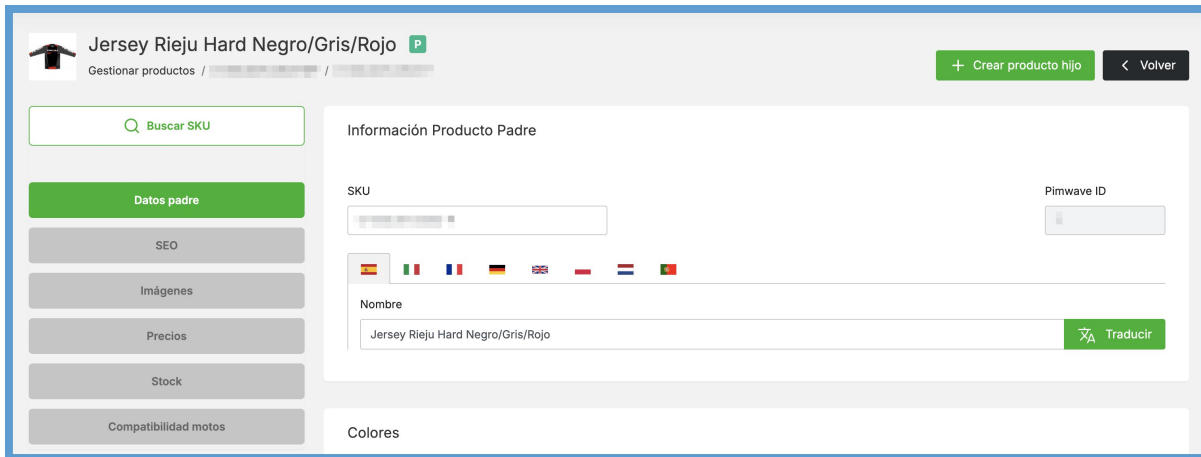 Jersey Rieju Hard Negro/Gris/Rojo P
Gestionar productos / /
+ Crear producto hijo
< Volver
Buscar SKU
Datos padre
SEO
Imágenes
Precios
Stock
Compatibilidad motos
Información Producto Padre
SKU
Pimwave ID
Nombre
Jersey Rieju Hard Negro/Gris/Rojo
Traducir
Colores